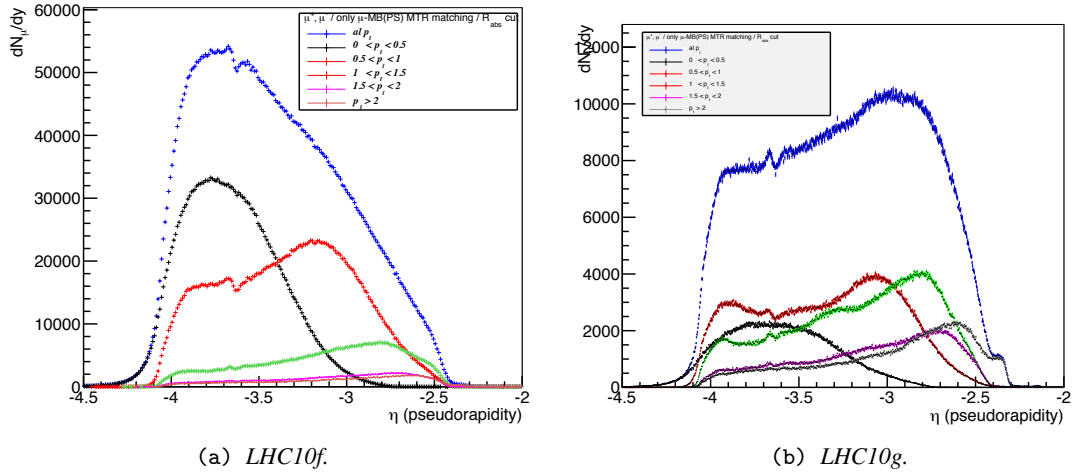 dN_μ/dy
μ⁺, μ⁻ / only μ-MB(PS) MTR matching / R_abs cut
al p_t
0 < p_t < 0.5
0.5 < p_t < 1
1 < p_t < 1.5
1.5 < p_t < 2
p_t > 2
60000
50000
40000
30000
20000
10000
0
-4.5 -4 -3.5 -3 -2.5 -2
η (pseudorapidity)
(a) LHC10f.
dN_μ/dy
μ⁺, μ⁻ / only μ-MB(PS) MTR matching / R_abs cut
al p_t
0 < p_t < 0.5
0.5 < p_t < 1
1 < p_t < 1.5
1.5 < p_t < 2
p_t > 2
12000
10000
8000
6000
4000
2000
0
-4.5 -4 -3.5 -3 -2.5 -2
η (pseudorapidity)
(b) LHC10g.